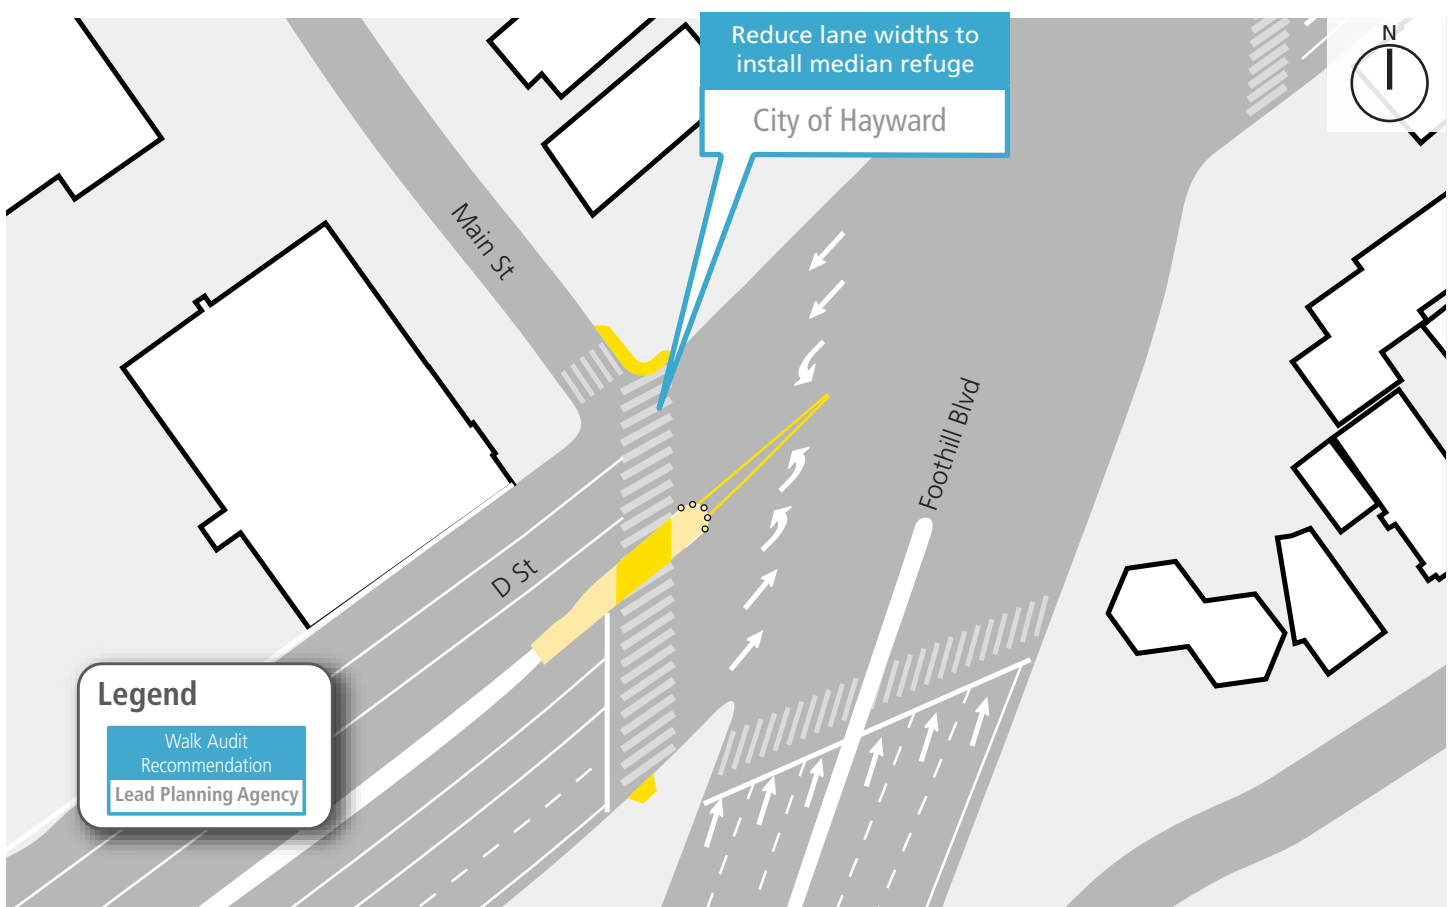 Reduce lane widths to
install median refuge
City of Hayward
N
Main St
Foothill Blvd
D St
Legend
Walk Audit
Recommendation
Lead Planning Agency